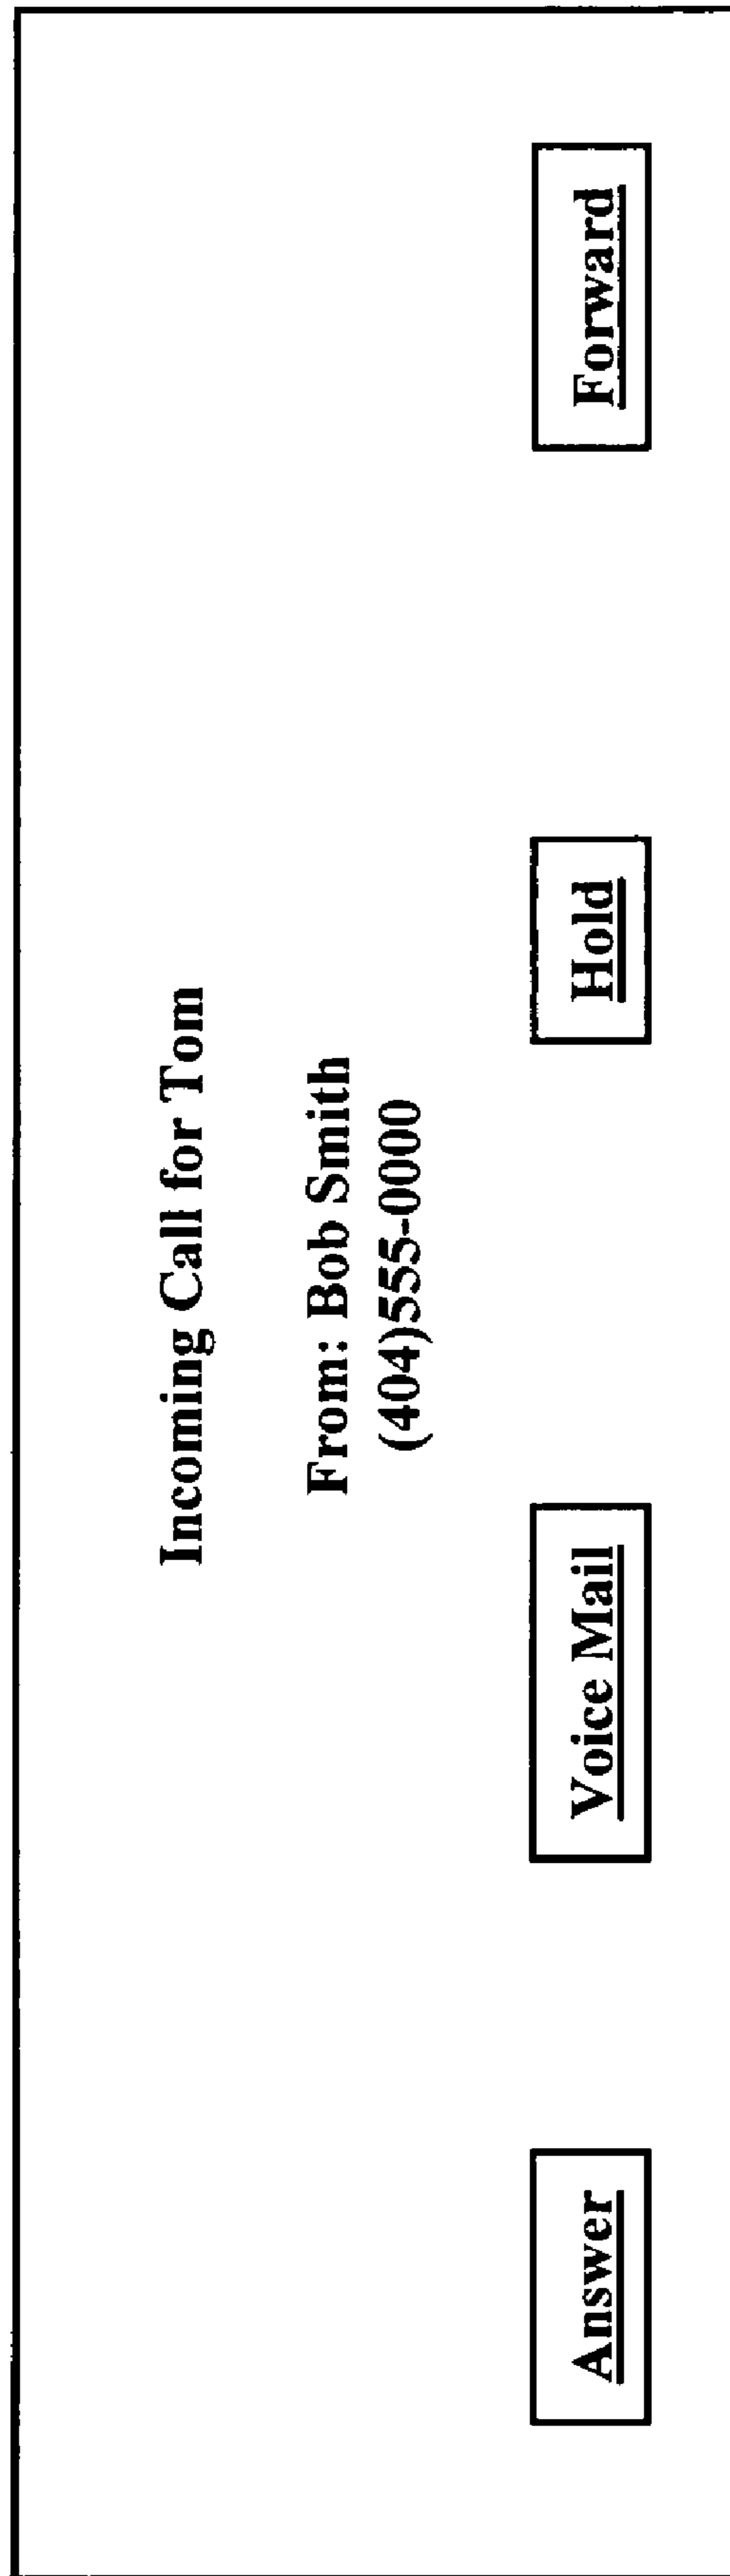 Incoming Call for Tom
From: Bob Smith
(404)555-0000
Answer
Voice Mail
Hold
Forward